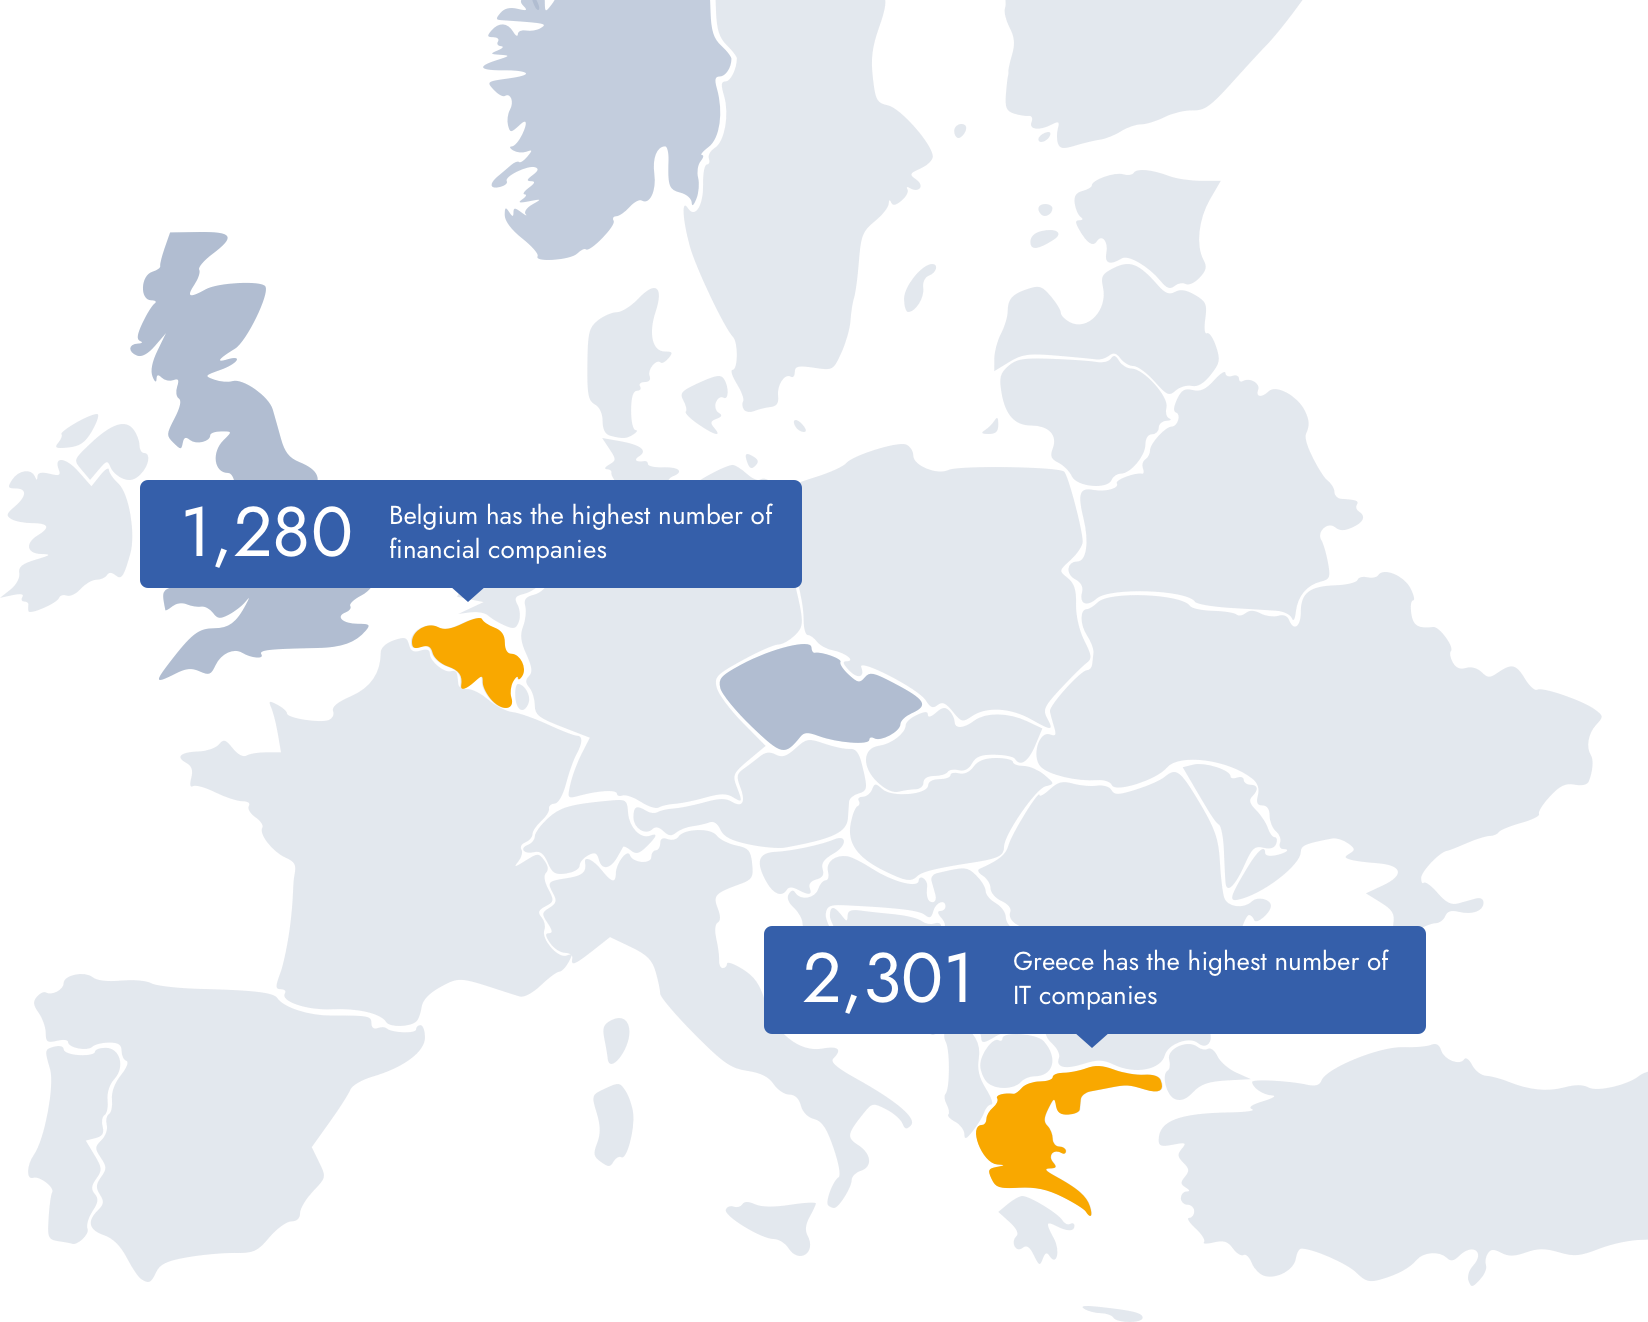 1,280
Belgium has the highest number of
financial companies
2,301
Greece has the highest number of
IT companies